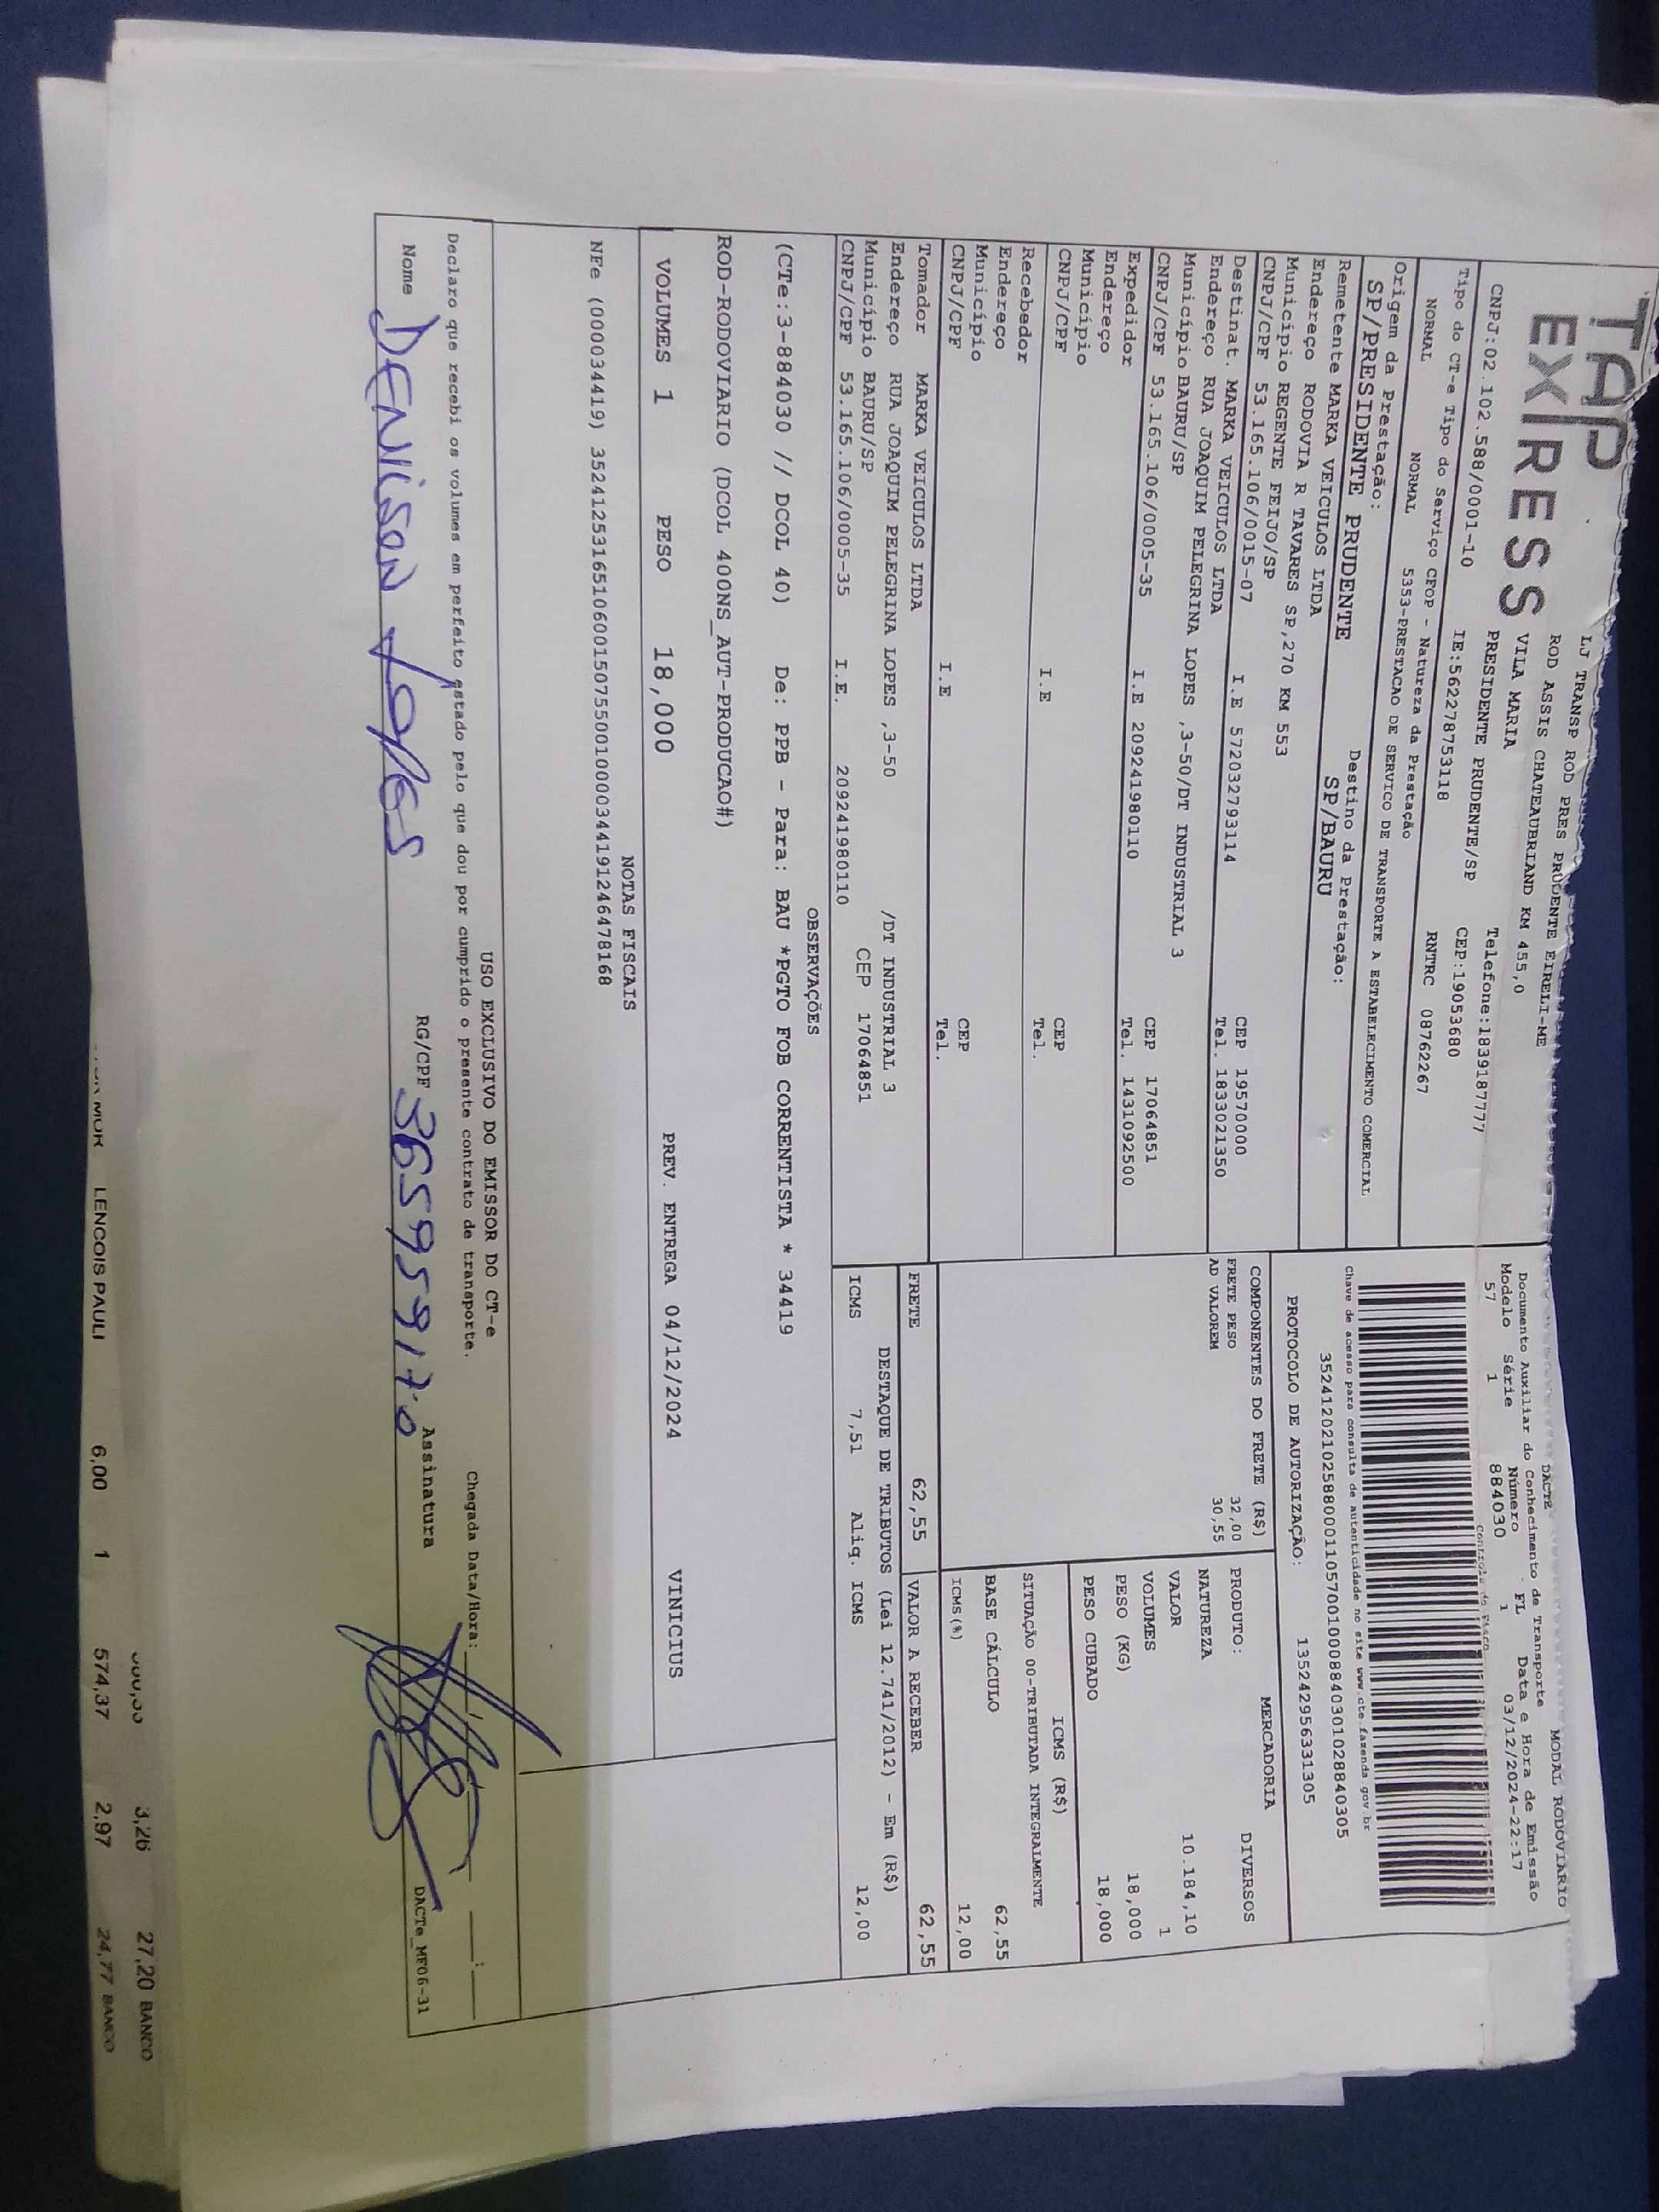 TAP
EXPRESS
LJ TRANSP ROD PRES PRUDENTE EIRELI-ME
ROD ASSIS CHATEAUBRIAND KM 455,0
VILA MARIA Telefone:1839187777
PRESIDENTE PRUDENTE/SP CEP:19053680
CNPJ:02.102.588/0001-10 IE:562278753118 RNTRC 08762267
Tipo do CT-e Tipo do Serviço CFOP - Natureza da Prestação
NORMAL NORMAL 5353-PRESTACAO DE SERVICO DE TRANSPORTE A ESTABELECIMENTO COMERCIAL
Origem da Prestação: Destino da Prestação:
SP/PRESIDENTE PRUDENTE SP/BAURU
DACTE MODAL RODOVIARIO
Documento Auxiliar do Conhecimento de Transporte
Modelo Série Número FL Data e Hora de Emissão
57 1 884030 1 03/12/2024-22:17
Controle do Fisco
Chave de acesso para consulta de autenticidade no site www.cte.fazenda.gov.br
35241202102588000110570010008840301028840305
PROTOCOLO DE AUTORIZAÇÃO: 135242956331305
Remetente MARKA VEICULOS LTDA
Endereço RODOVIA R TAVARES SP,270 KM 553
Município REGENTE FEIJO/SP CEP 19570000
CNPJ/CPF 53.165.106/0015-07 I.E 572032793114 Tel. 1833021350
Destinat. MARKA VEICULOS LTDA
Endereço RUA JOAQUIM PELEGRINA LOPES ,3-50/DT INDUSTRIAL 3
Município BAURU/SP CEP 17064851
CNPJ/CPF 53.165.106/0005-35 I.E 209241980110 Tel. 1431092500
Expedidor
Endereço
Município CEP
CNPJ/CPF I.E Tel.
Recebedor
Endereço
Município CEP
CNPJ/CPF I.E Tel.
Tomador MARKA VEICULOS LTDA
Endereço RUA JOAQUIM PELEGRINA LOPES ,3-50 /DT INDUSTRIAL 3
Município BAURU/SP CEP 17064851
CNPJ/CPF 53.165.106/0005-35 I.E. 209241980110
COMPONENTES DO FRETE (R$)
FRETE PESO 32,00
AD VALOREM 30,55
MERCADORIA
PRODUTO: DIVERSOS
NATUREZA
VALOR 10.184,10
VOLUMES 1
PESO (KG) 18,000
PESO CUBADO 18,000
ICMS (R$)
SITUAÇÃO 00-TRIBUTADA INTEGRALMENTE
BASE CÁLCULO 62,55
ICMS(%) 12,00
FRETE 62,55 VALOR A RECEBER 62,55
DESTAQUE DE TRIBUTOS (Lei 12.741/2012) - Em (R$)
ICMS 7,51 Aliq. ICMS 12,00
OBSERVAÇÕES
(CTe:3-884030 // DCOL 40) De: PPB - Para: BAU *PGTO FOB CORRENTISTA * 34419
ROD-RODOVIARIO (DCOL 400NS_AUT-PRODUCAO#)
VOLUMES 1 PESO 18,000 PREV. ENTREGA 04/12/2024 VINICIUS
NOTAS FISCAIS
NFe (000034419) 35241253165106001507550010000344191246478168
USO EXCLUSIVO DO EMISSOR DO CT-e
Declaro que recebi os volumes em perfeito estado pelo que dou por cumprido o presente contrato de transporte. Chegada Data/Hora: ___/___/___ ___:___
Nome DENNISON LOPES RG/CPF 365959170 Assinatura
DACTe_MF06-31
3,26 27,20 BANCO
LENCOIS PAULI 6,00 1 574,37 2,97 24,77 BANCO